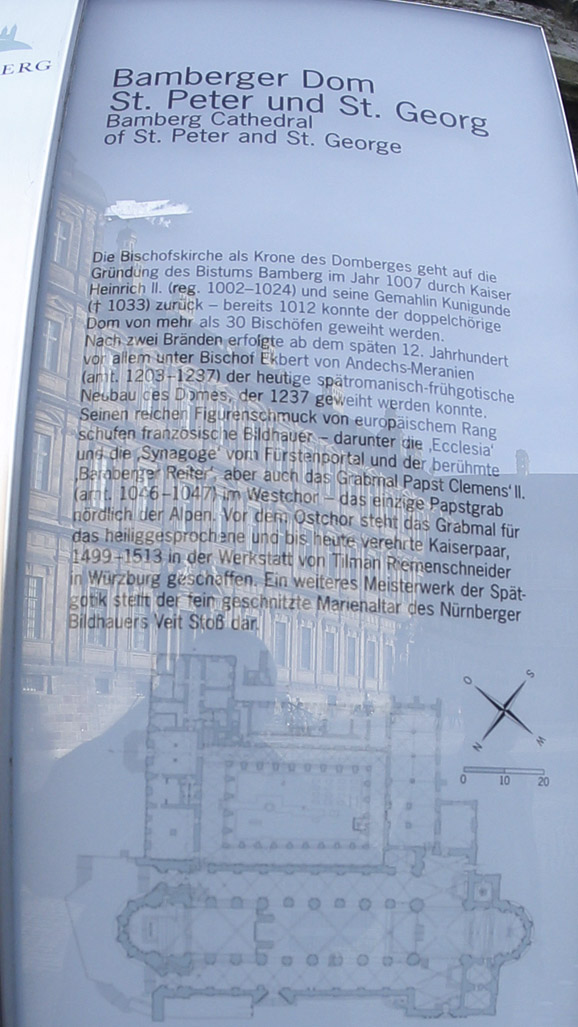 ERG
Bamberger Dom
St. Peter und St. Georg
Bamberg Cathedral
of St. Peter and St. George
Die Bischofskirche als Krone des Domberges geht auf die
Gründung des Bistums Bamberg im Jahr 1007 durch Kaiser
Heinrich II. (reg. 1002–1024) und seine Gemahlin Kunigunde
(† 1033) zurück – bereits 1012 konnte der doppelchörige
Dom von mehr als 30 Bischöfen geweiht werden.
Nach zwei Bränden erfolgte ab dem späten 12. Jahrhundert
vor allem unter Bischof Ekbert von Andechs-Meranien
(amt. 1203–1237) der heutige spätromanisch-frühgotische
Neubau des Domes, der 1237 geweiht werden konnte.
Seinen reichen Figurenschmuck von europäischem Rang
schufen französische Bildhauer – darunter die ‚Ecclesia'
und die ‚Synagoge' vom Fürstenportal und der berühmte
‚Bamberger Reiter', aber auch das Grabmal Papst Clemens' II.
(amt. 1046–1047) im Westchor – das einzige Papstgrab
nördlich der Alpen. Vor dem Ostchor steht das Grabmal für
das heiliggesprochene und bis heute verehrte Kaiserpaar,
1499–1513 in der Werkstatt von Tilman Riemenschneider
in Würzburg geschaffen. Ein weiteres Meisterwerk der Spät-
gotik stellt der fein geschnitzte Marienaltar des Nürnberger
Bildhauers Veit Stoß dar.
O S
N W
0 10 20